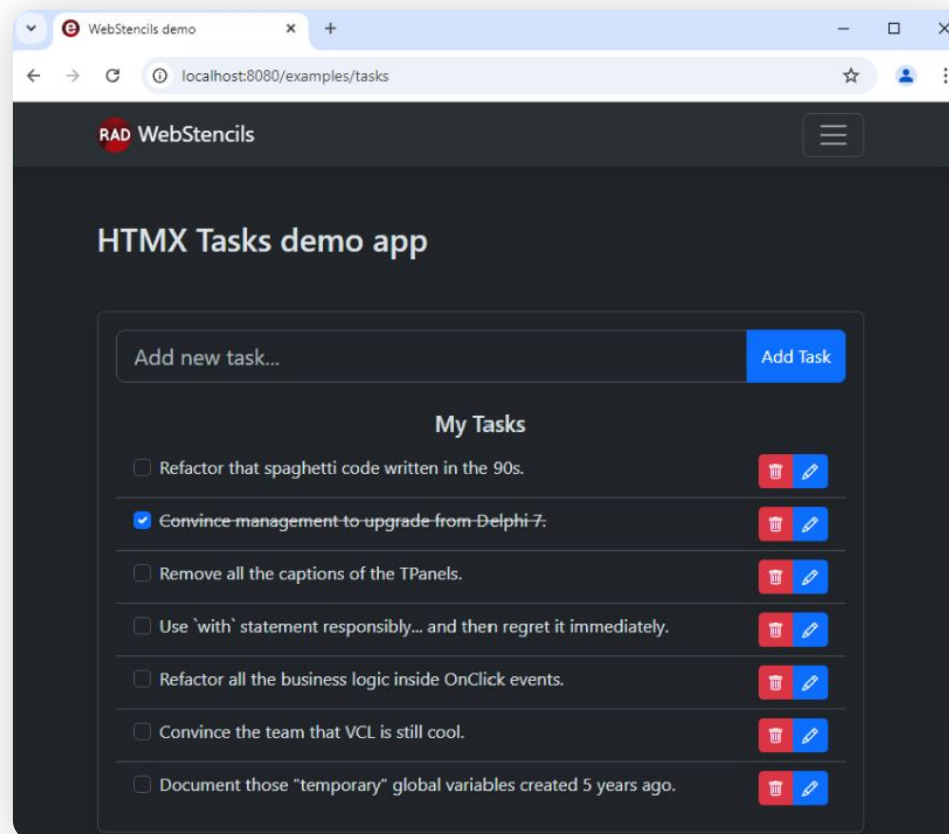 WebStencils demo
localhost:8080/examples/tasks
RAD WebStencils
HTMX Tasks demo app
Add new task...
Add Task
My Tasks
Refactor that spaghetti code written in the 90s.
Convince management to upgrade from Delphi 7.
Remove all the captions of the TPanels.
Use `with` statement responsibly... and then regret it immediately.
Refactor all the business logic inside OnClick events.
Convince the team that VCL is still cool.
Document those "temporary" global variables created 5 years ago.